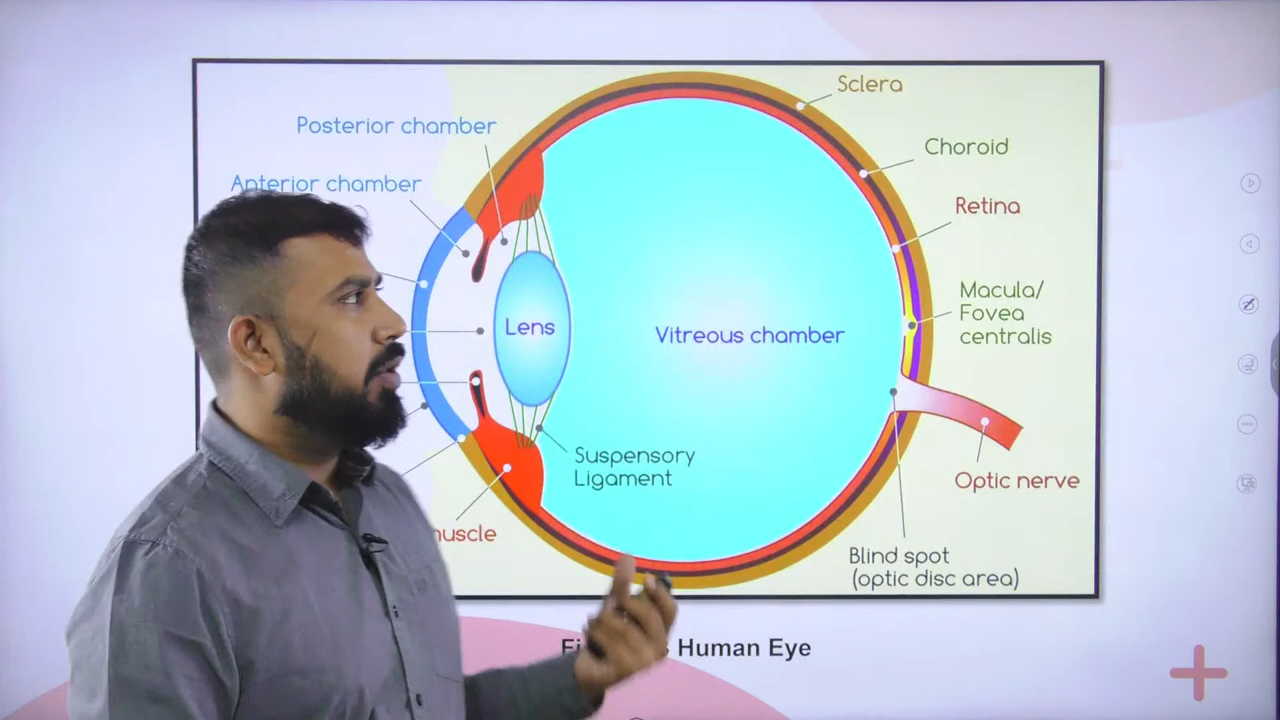 Sclera
Posterior chamber
Choroid
Anterior chamber
Retina
Macula/
Fovea
centralis
Lens
Vitreous chamber
Suspensory
Ligament
Optic nerve
Blind spot
(optic disc area)
Human Eye